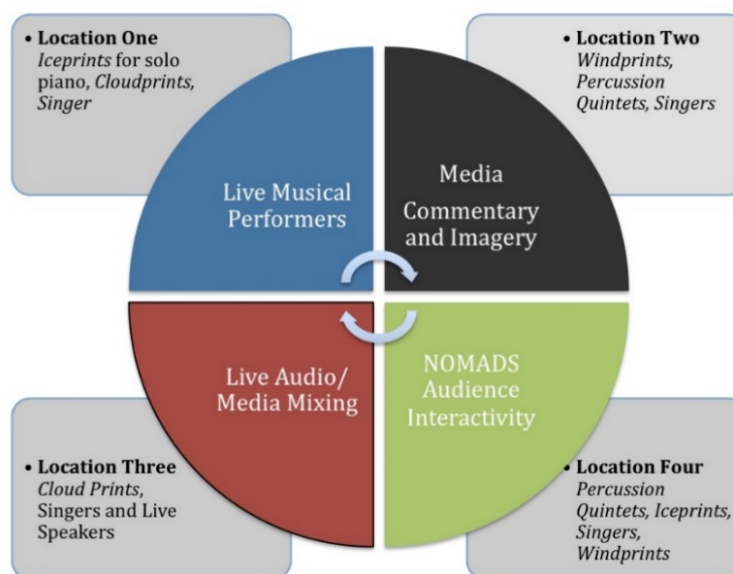 • Location One
Iceprints for solo
piano, Cloudprints,
Singer
• Location Two
Windprints,
Percussion
Quintets, Singers
Live Musical
Performers
Media
Commentary
and Imagery
Live Audio/
Media Mixing
NOMADS
Audience
Interactivity
• Location Three
Cloud Prints,
Singers and Live
Speakers
• Location Four
Percussion
Quintets, Iceprints,
Singers,
Windprints